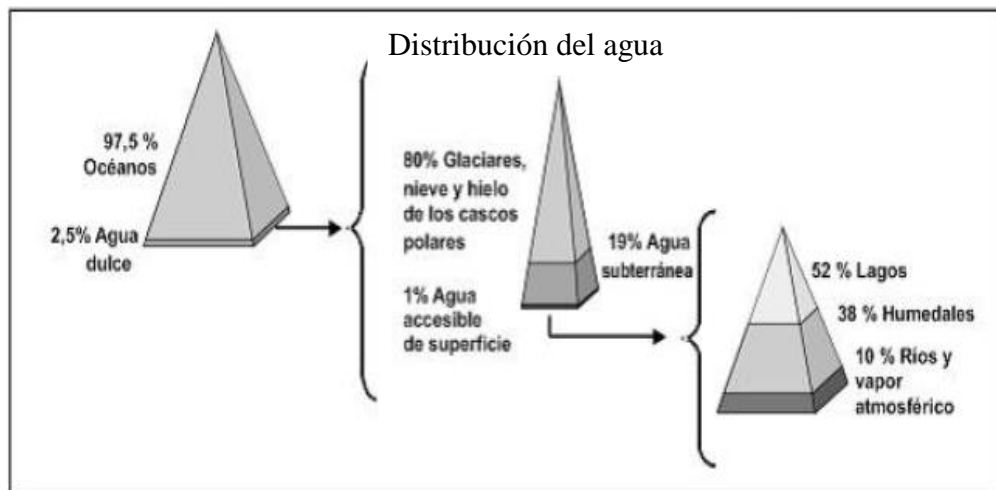 Distribución del agua
97,5 %
Océanos
2,5% Agua
dulce
80% Glaciares,
nieve y hielo
de los cascos
polares
19% Agua
subterránea
1% Agua
accesible
de superficie
52 % Lagos
38 % Humedales
10 % Ríos y
vapor
atmosférico